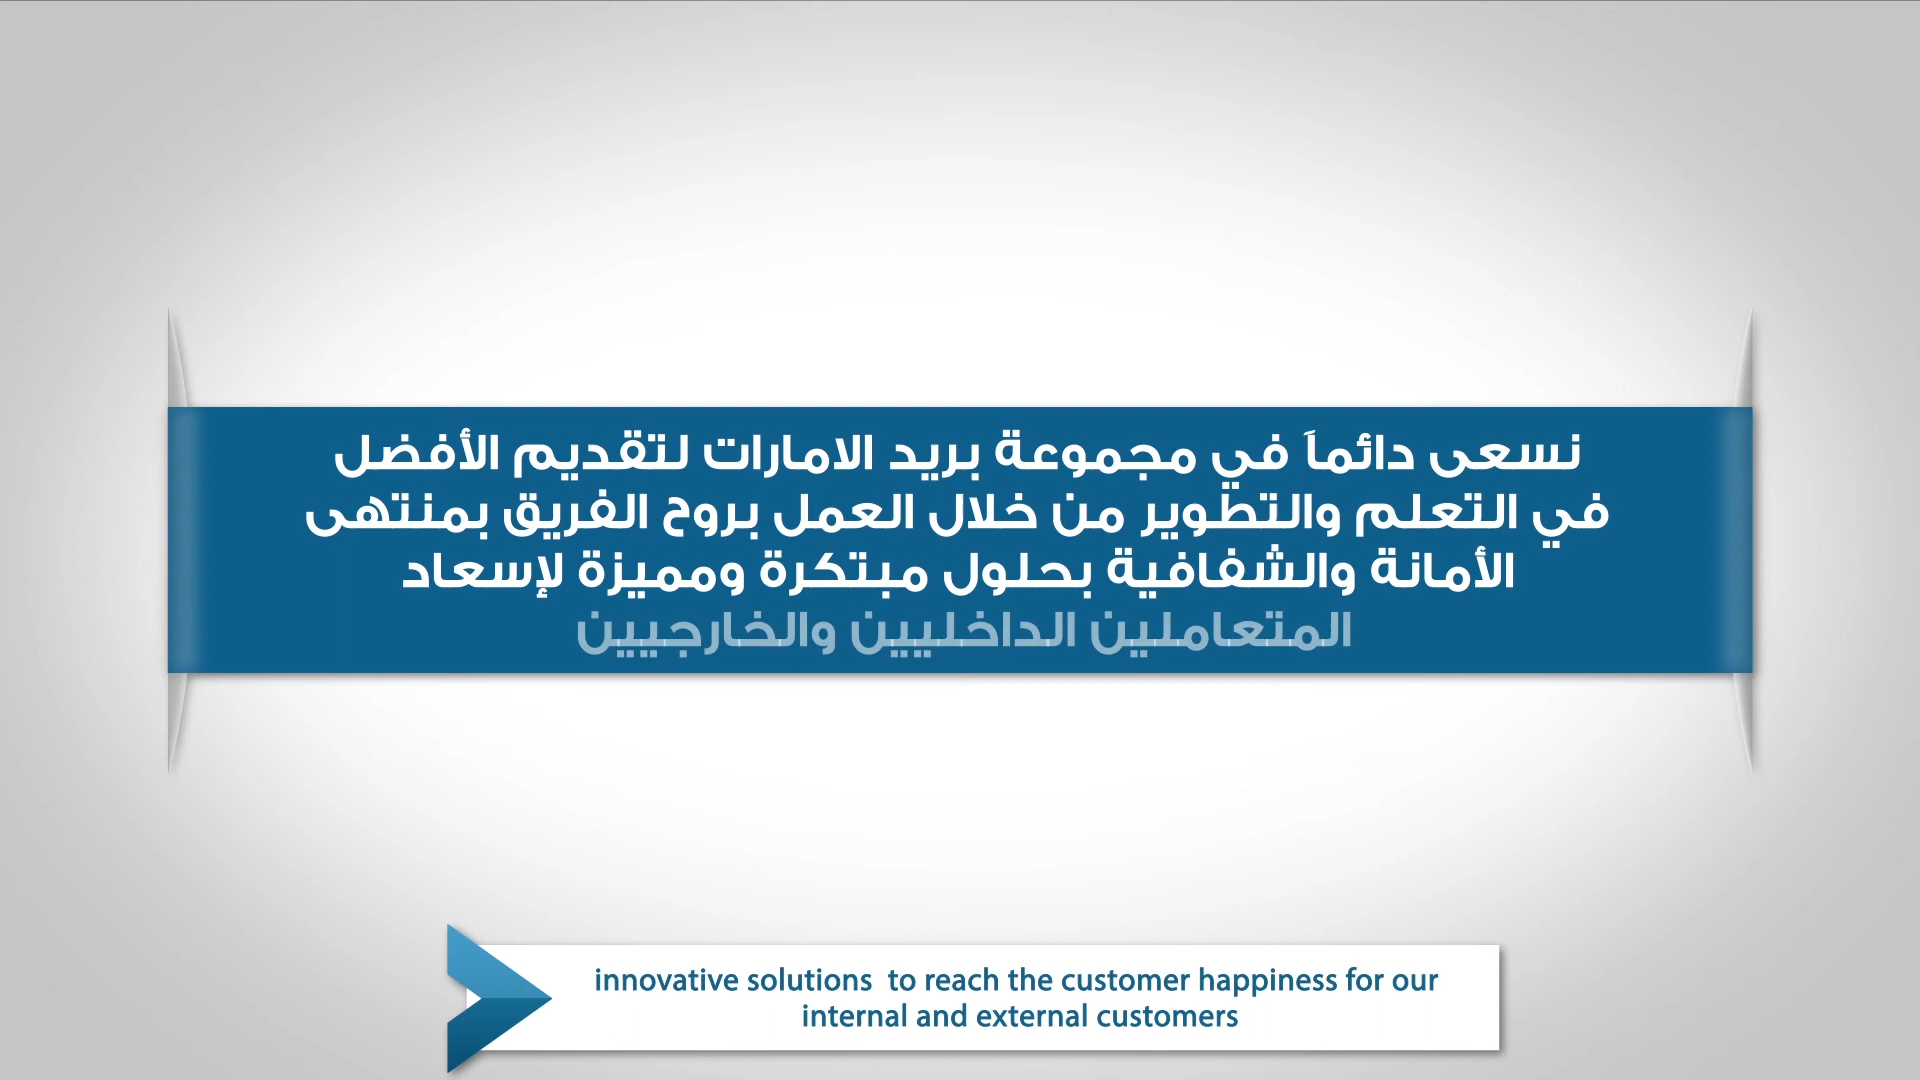 نسعى دائماً في مجموعة بريد الامارات لتقديم الأفضل
في التعلم والتطوير من خلال العمل بروح الفريق بمنتهى
الأمانة والشفافية بحلول مبتكرة ومميزة لإسعاد
المتعاملين الداخليين والخارجيين
innovative solutions  to reach the customer happiness for our
internal and external customers